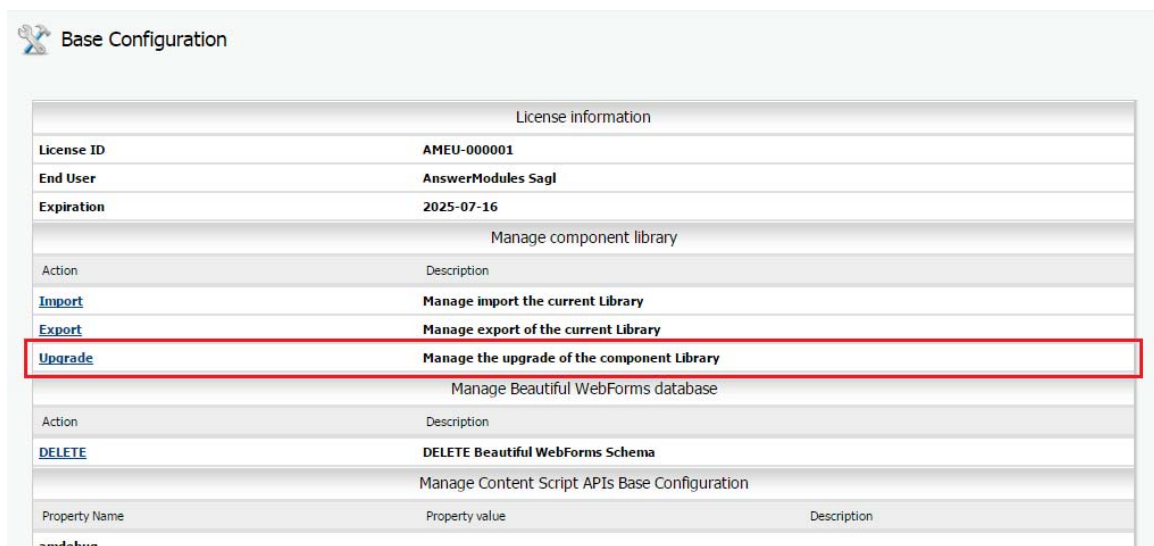 Base Configuration
License information
License ID AMEU-000001
End User AnswerModules Sagl
Expiration 2025-07-16
Manage component library
Action Description
Import Manage import the current Library
Export Manage export of the current Library
Upgrade Manage the upgrade of the component Library
Manage Beautiful WebForms database
Action Description
DELETE DELETE Beautiful WebForms Schema
Manage Content Script APIs Base Configuration
Property Name Property value Description